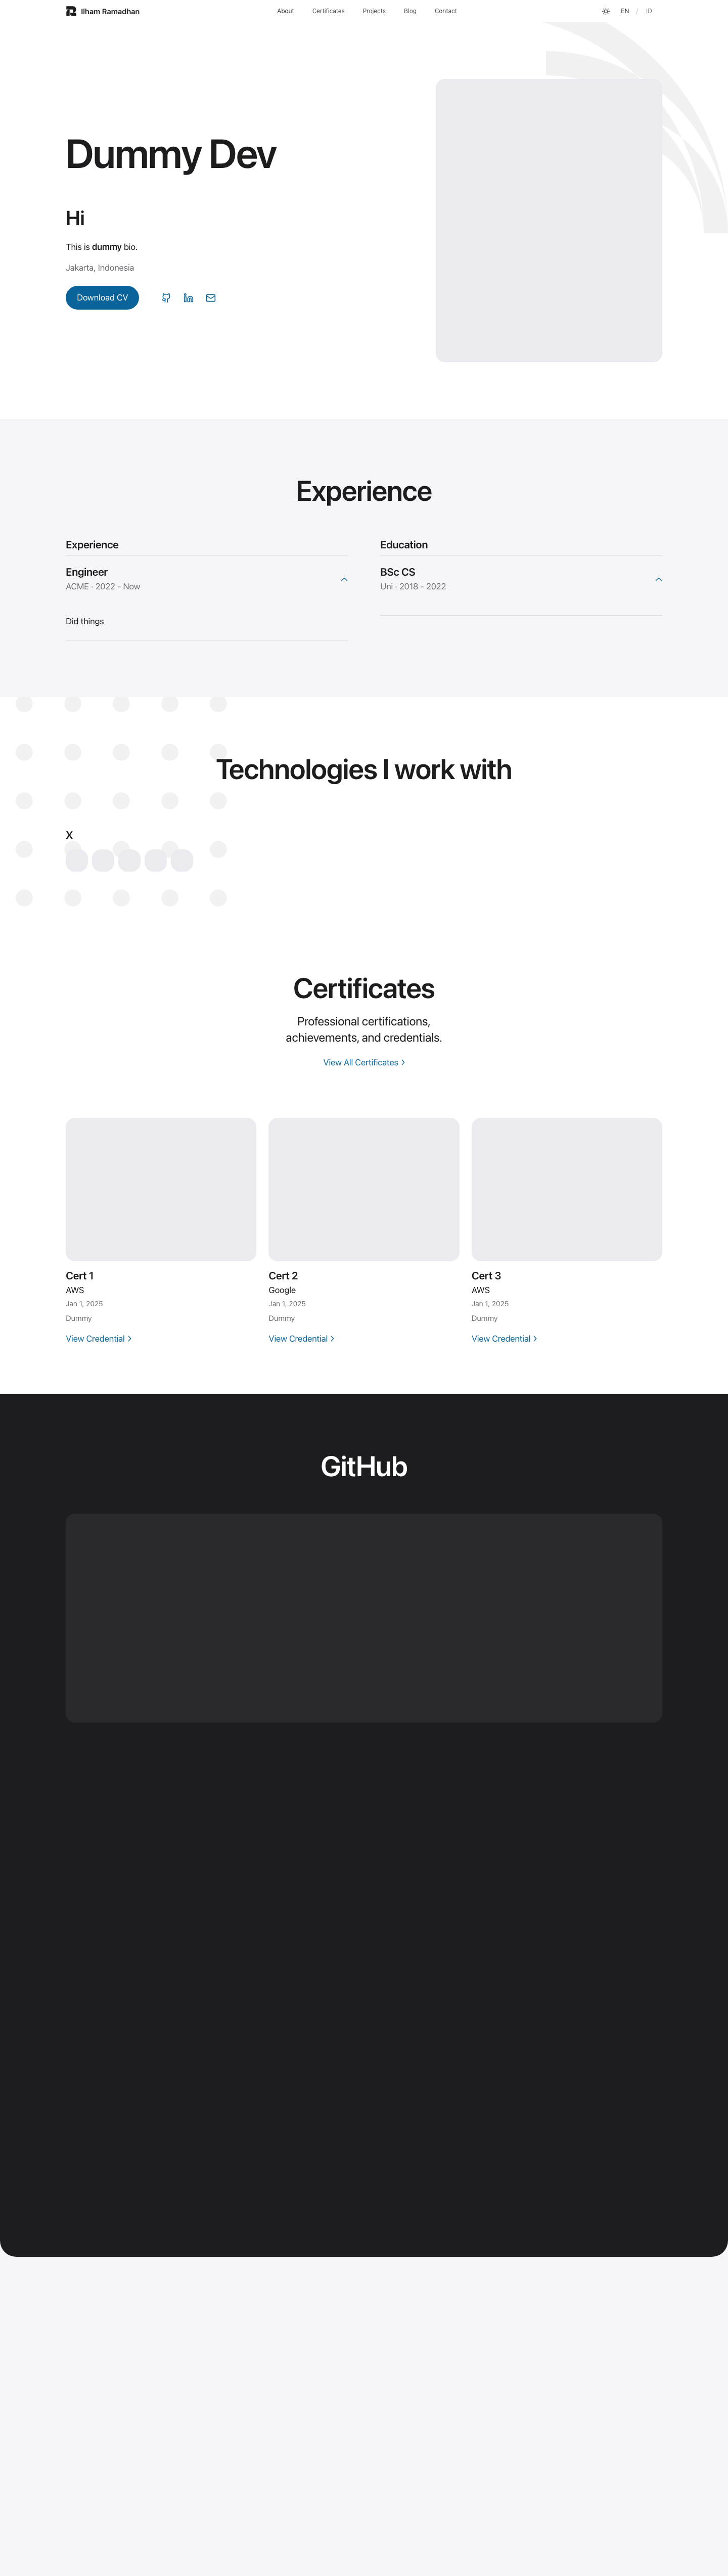 Ilham Ramadhan
About
Certificates
Projects
Blog
Contact
EN / ID
Dummy Dev
Hi
This is dummy bio.
Jakarta, Indonesia
Download CV
Experience
Experience
Engineer
ACME · 2022 - Now
Did things
Education
BSc CS
Uni · 2018 - 2022
Technologies I work with
X
Certificates
Professional certifications,
achievements, and credentials.
View All Certificates
Cert 1
AWS
Jan 1, 2025
Dummy
View Credential
Cert 2
Google
Jan 1, 2025
Dummy
View Credential
Cert 3
AWS
Jan 1, 2025
Dummy
View Credential
GitHub